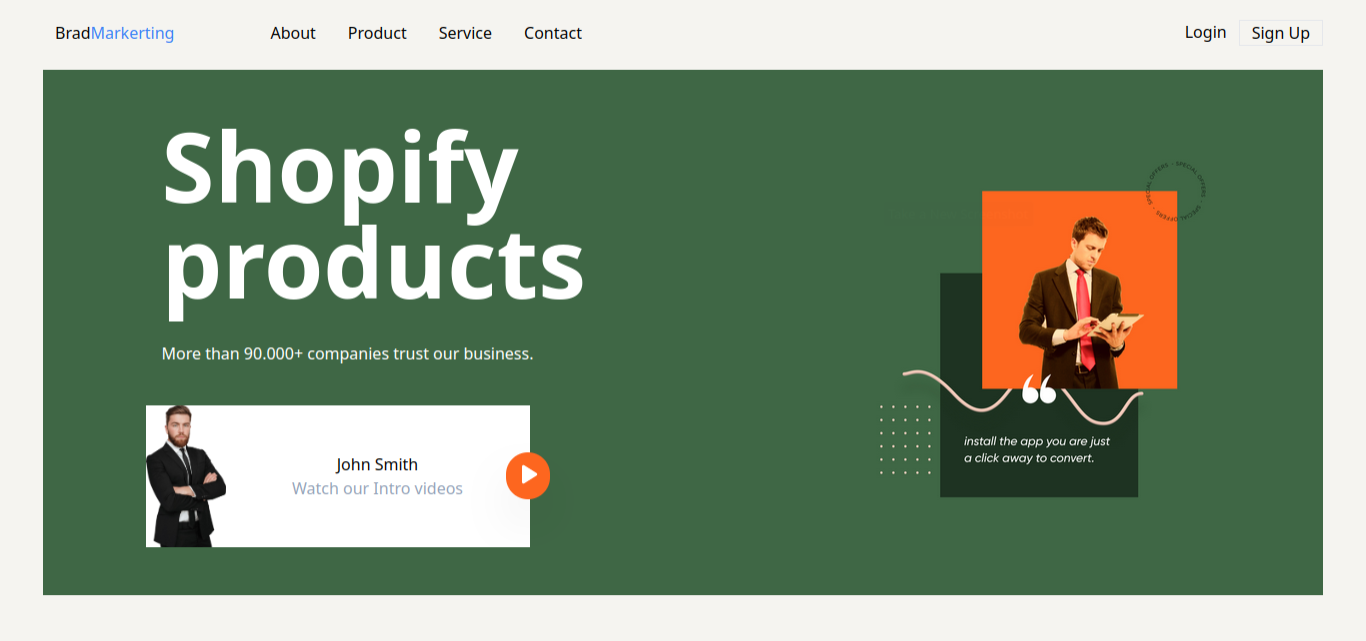 BradMarkerting
About
Product
Service
Contact
Login
Sign Up
Shopify
products
More than 90.000+ companies trust our business.
John Smith
Watch our Intro videos
SPECIAL OFFERS - SPECIAL OFFERS - SPECIAL OFFERS -
“
install the app you are just
a click away to convert.